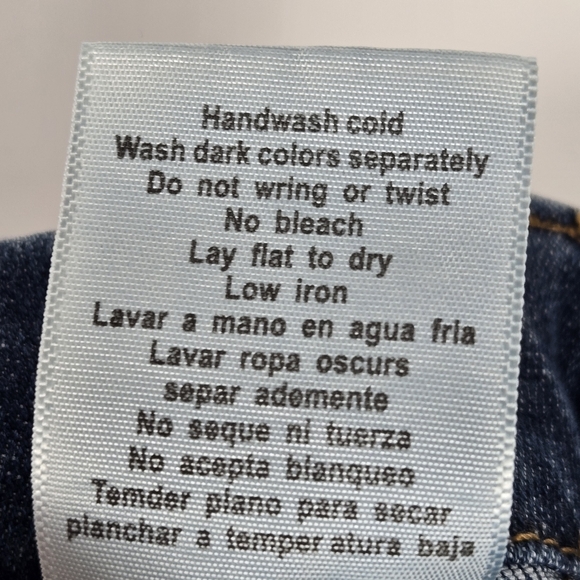 Handwash cold
Wash dark colors separately
Do not wring or twist
No bleach
Lay flat to dry
Low iron
Lavar a mano en agua fria
Lavar ropa oscurs
separ ademente
No seque ni tuerza
No acepta blanqueo
Temder plano para secar
planchar a temper atura baja